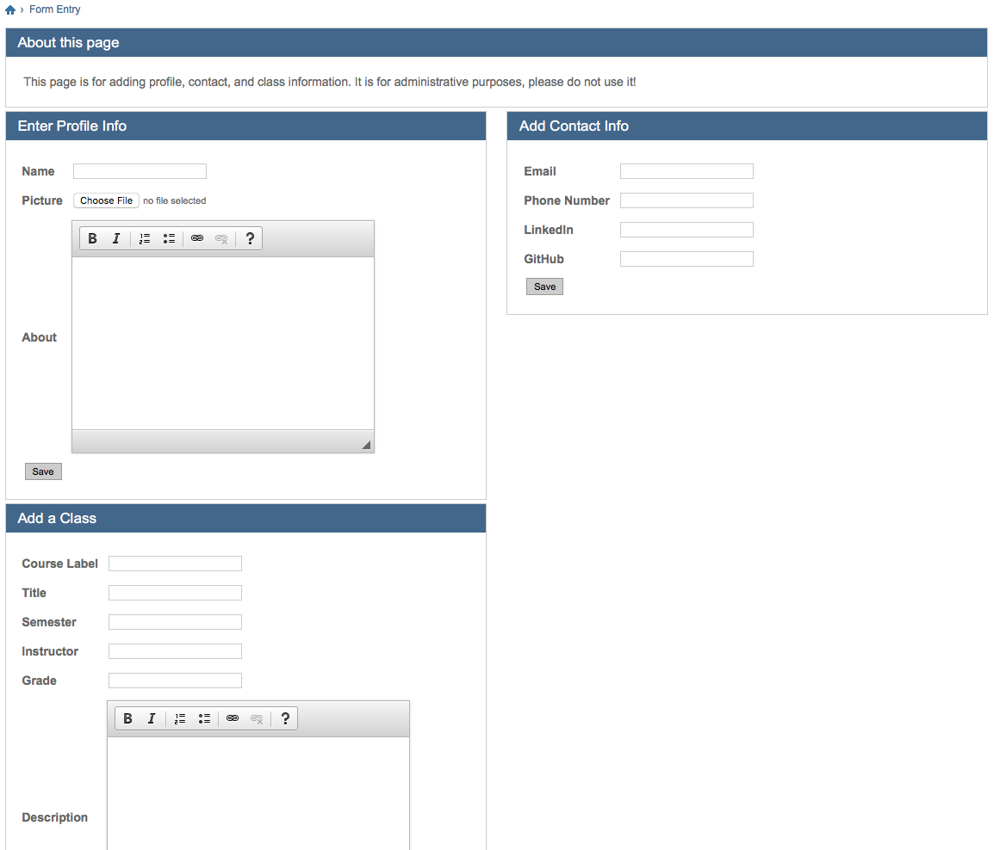 › Form Entry
About this page
This page is for adding profile, contact, and class information. It is for administrative purposes, please do not use it!
Enter Profile Info
Name
Picture Choose File no file selected
B I ?
About
Save
Add Contact Info
Email
Phone Number
LinkedIn
GitHub
Save
Add a Class
Course Label
Title
Semester
Instructor
Grade
B I ?
Description